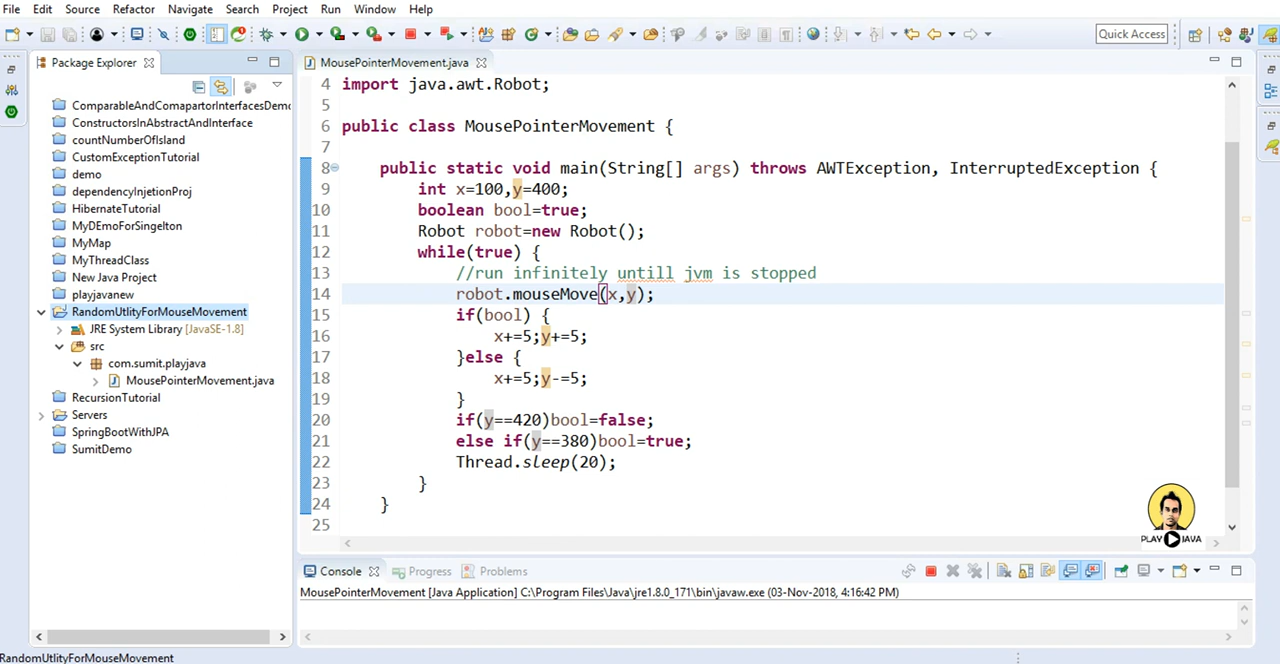 File Edit Source Refactor Navigate Search Project Run Window Help
Quick Access
Package Explorer
MousePointerMovement.java
ComparableAndComapartorInterfacesDemo
ConstructorsInAbstractAndInterface
countNumberOfIsland
CustomExceptionTutorial
demo
dependencyInjetionProj
HibernateTutorial
MyDEmoForSingelton
MyMap
MyThreadClass
New Java Project
playjavanew
RandomUtlityForMouseMovement
JRE System Library [JavaSE-1.8]
src
com.sumit.playjava
MousePointerMovement.java
RecursionTutorial
Servers
SpringBootWithJPA
SumitDemo
4 import java.awt.Robot;
5
6 public class MousePointerMovement {
7
8 public static void main(String[] args) throws AWTException, InterruptedException {
9 int x=100,y=400;
10 boolean bool=true;
11 Robot robot=new Robot();
12 while(true) {
13 //run infinitely untill jvm is stopped
14 robot.mouseMove(x,y);
15 if(bool) {
16 x+=5;y+=5;
17 }else {
18 x+=5;y-=5;
19 }
20 if(y==420)bool=false;
21 else if(y==380)bool=true;
22 Thread.sleep(20);
23 }
24 }
25
PLAY JAVA
Console Progress Problems
MousePointerMovement [Java Application] C:\Program Files\Java\jre1.8.0_171\bin\javaw.exe (03-Nov-2018, 4:16:42 PM)
RandomUtlityForMouseMovement